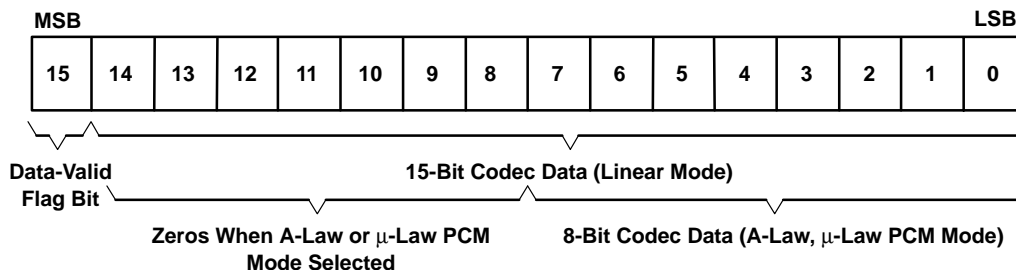 MSB LSB
15 14 13 12 11 10 9 8 7 6 5 4 3 2 1 0
Data-Valid
Flag Bit
15-Bit Codec Data (Linear Mode)
Zeros When A-Law or μ-Law PCM
Mode Selected
8-Bit Codec Data (A-Law, μ-Law PCM Mode)